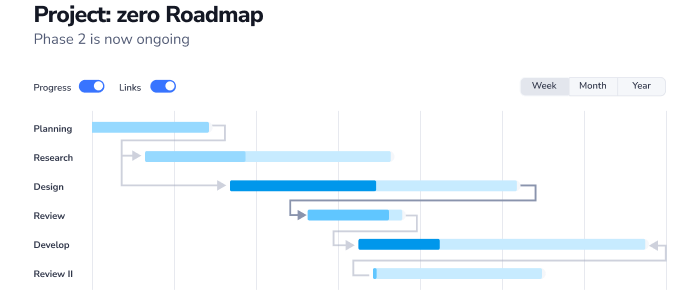 Project: zero Roadmap
Phase 2 is now ongoing
Progress Links Week Month Year
Planning
Research
Design
Review
Develop
Review II